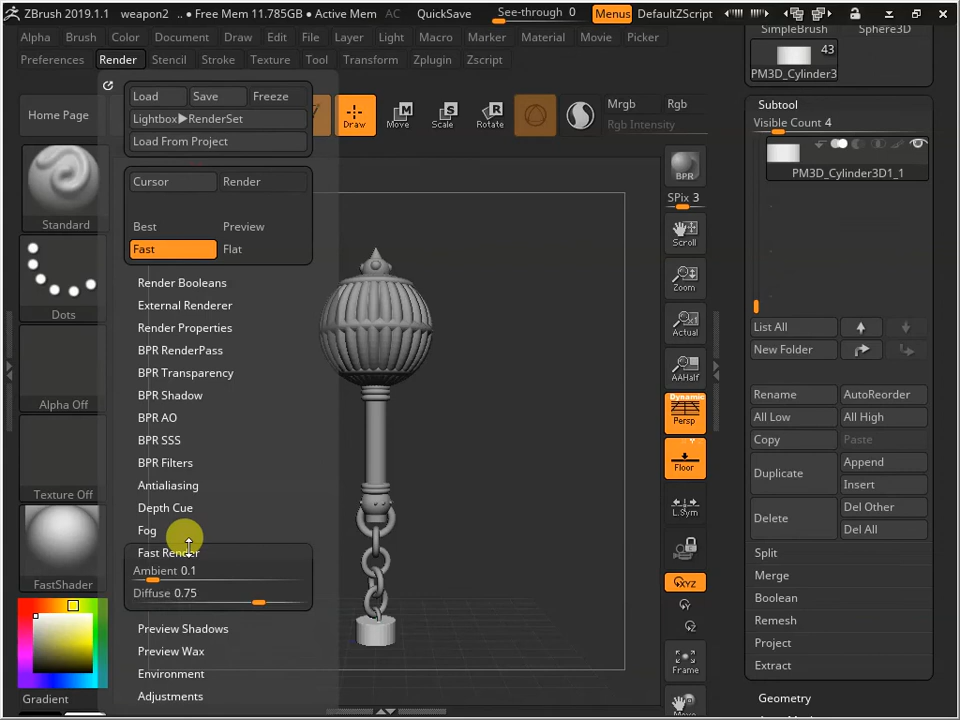 ZBrush 2019.1.1 weapon2 .. • Free Mem 11.785GB • Active Mem AC QuickSave See-through 0 Menus DefaultZScript
Alpha Brush Color Document Draw Edit File Layer Light Macro Marker Material Movie Picker
Preferences Render Stencil Stroke Texture Tool Transform Zplugin Zscript
SimpleBrush Sphere3D
43
PM3D_Cylinder3
Home Page
Load Save Freeze
Lightbox▶RenderSet
Load From Project
Draw Move Scale Rotate
Mrgb Rgb
Rgb Intensity
Subtool
Visible Count 4
PM3D_Cylinder3D1_1
Standard
Dots
Alpha Off
Texture Off
FastShader
Gradient
Cursor Render
Best Preview
Fast Flat
Render Booleans
External Renderer
Render Properties
BPR RenderPass
BPR Transparency
BPR Shadow
BPR AO
BPR SSS
BPR Filters
Antialiasing
Depth Cue
Fog
Fast Render
Ambient 0.1
Diffuse 0.75
Preview Shadows
Preview Wax
Environment
Adjustments
BPR
SPix 3
Scroll
Zoom
Actual
AAHalf
Dynamic
Persp
Floor
L.Sym
XYZ
Frame
Move
List All
New Folder
Rename AutoReorder
All Low All High
Copy Paste
Duplicate Append
Insert
Delete Del Other
Del All
Split
Merge
Boolean
Remesh
Project
Extract
Geometry